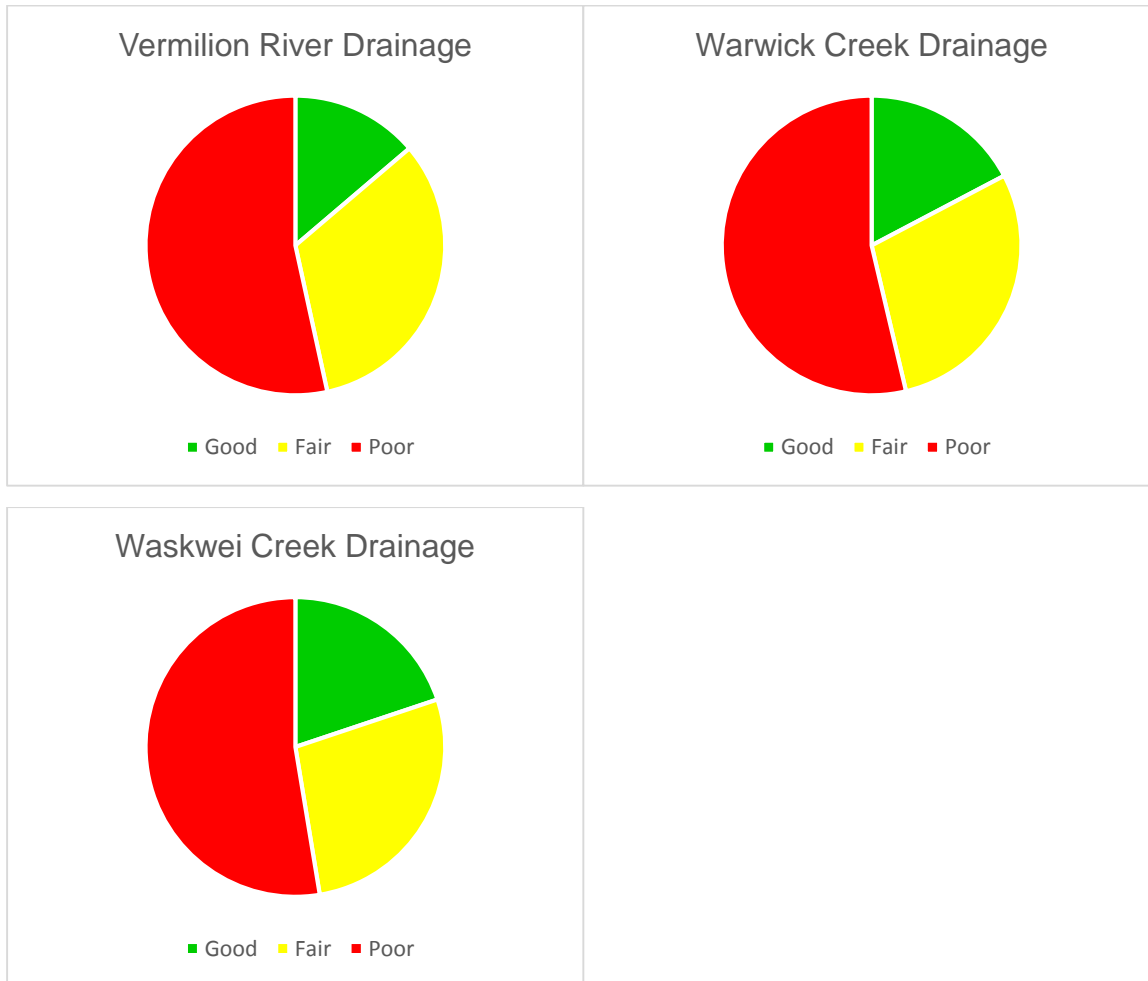 Vermilion River Drainage
Good Fair Poor
Warwick Creek Drainage
Good Fair Poor
Waskwei Creek Drainage
Good Fair Poor